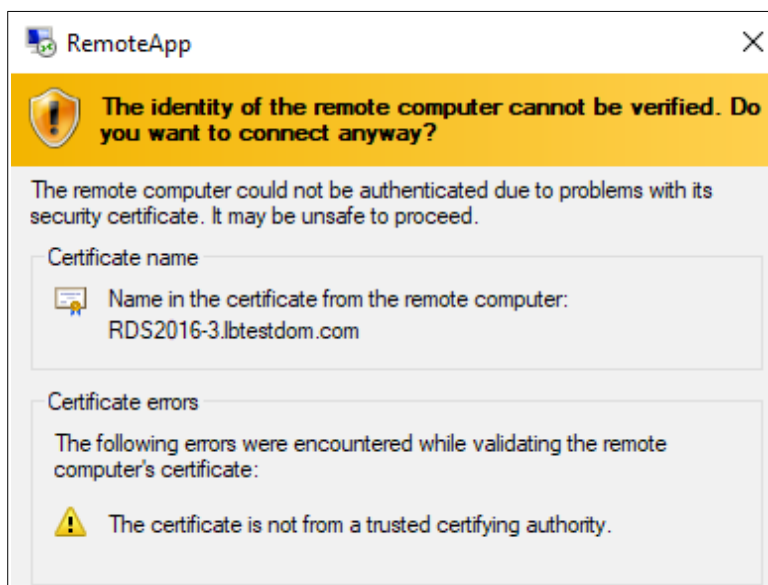 RemoteApp
The identity of the remote computer cannot be verified. Do
you want to connect anyway?
The remote computer could not be authenticated due to problems with its
security certificate. It may be unsafe to proceed.
Certificate name
Name in the certificate from the remote computer:
RDS2016-3.lbtestdom.com
Certificate errors
The following errors were encountered while validating the remote
computer's certificate:
The certificate is not from a trusted certifying authority.